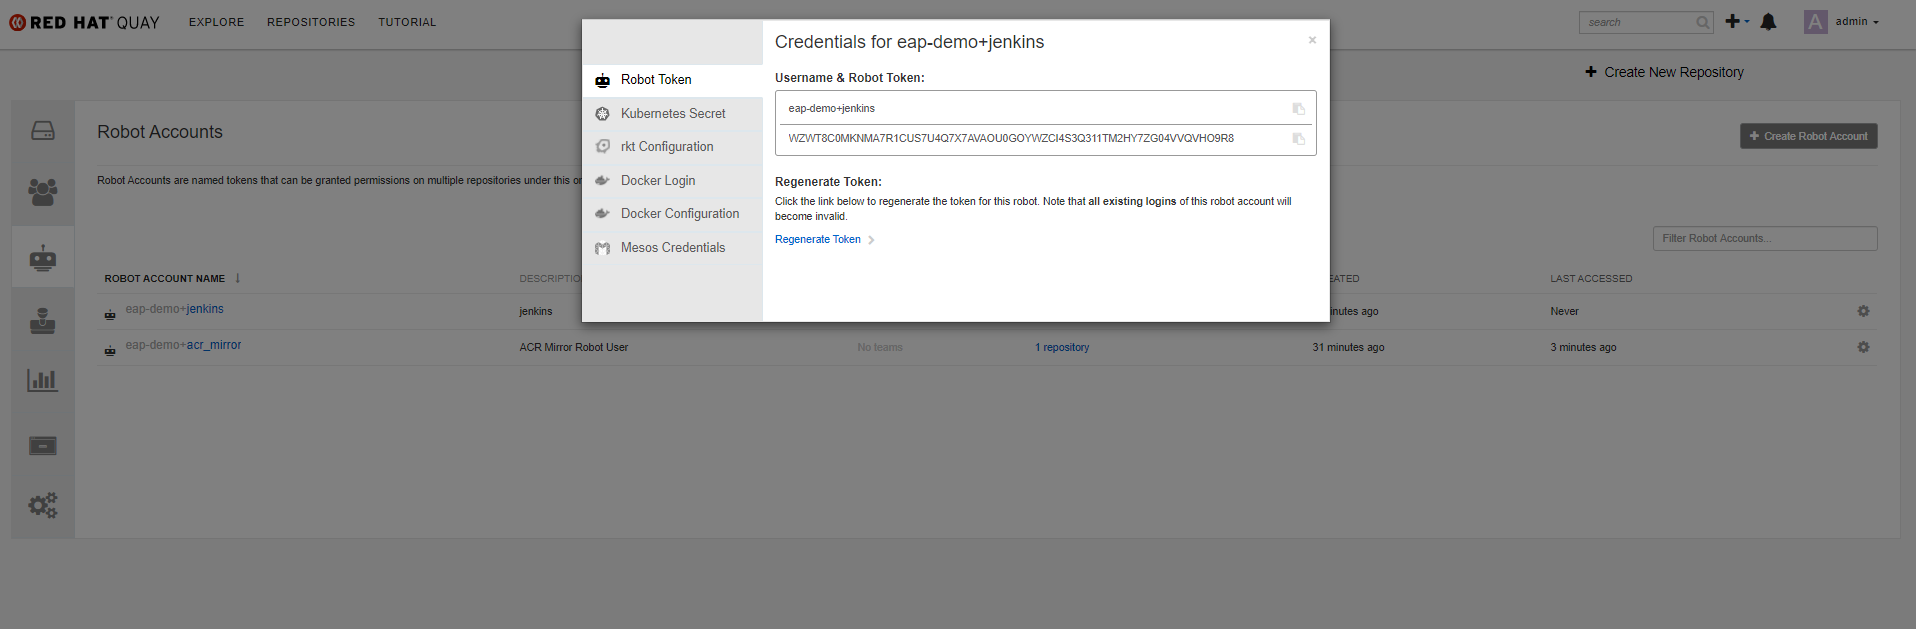 RED HAT QUAY EXPLORE REPOSITORIES TUTORIAL search admin
A
Create New Repository
Credentials for eap-demo+jenkins
×
Robot Token
Kubernetes Secret
rkt Configuration
Docker Login
Docker Configuration
Mesos Credentials
Username & Robot Token:
eap-demo+jenkins
WZWT8C0MKNMA7R1CUS7U4Q7X7AVAOU0GOYWZCI4S3Q311TM2HY7ZG04VVQVHO9R8
Regenerate Token:
Click the link below to regenerate the token for this robot. Note that all existing logins of this robot account will
become invalid.
Regenerate Token
Robot Accounts
Create Robot Account
Robot Accounts are named tokens that can be granted permissions on multiple repositories under this
Filter Robot Accounts...
ROBOT ACCOUNT NAME LAST ACCESSED
eap-demo+jenkins jenkins ago Never
eap-demo+acr_mirror ACR Mirror Robot User No teams 1 repository 31 minutes ago 3 minutes ago